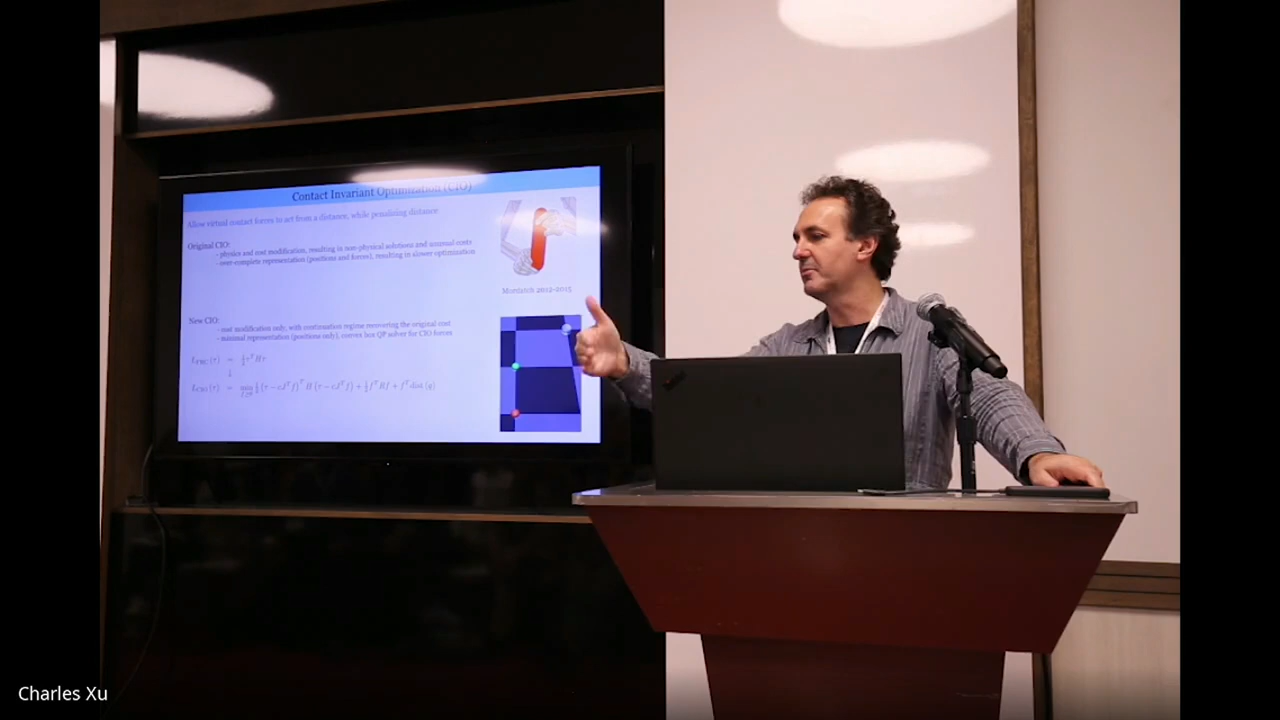 Contact Invariant Optimization (CIO)
Allow virtual contact forces to act from a distance, while penalizing distance
Original CIO:
- physics and cost modification, resulting in non-physical solutions and unusual costs
- over-complete representation (positions and forces), resulting in slower optimization
Mordatch 2012-2015
New CIO:
- cost modification only, with continuation regime recovering the original cost
- minimal representation (positions only), convex box QP solver for CIO forces
Charles Xu